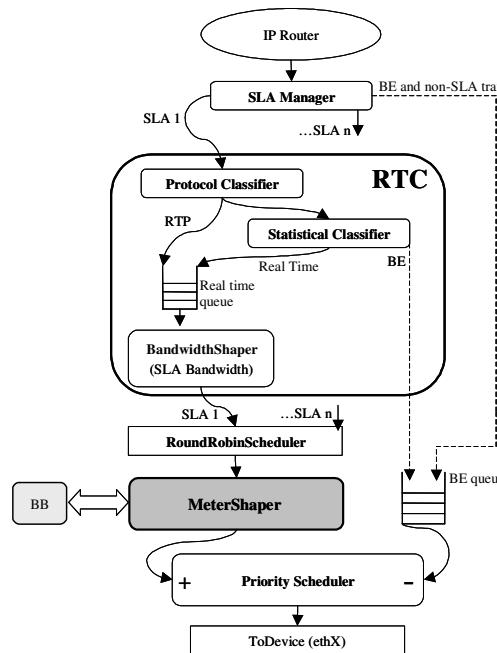 IP Router
SLA Manager
BE and non-SLA tra
SLA 1
...SLA n
RTC
Protocol Classifier
RTP
Statistical Classifier
Real Time
BE
Real time
queue
BandwidthShaper
(SLA Bandwidth)
SLA 1
...SLA n
RoundRobinScheduler
BE queu
BB
MeterShaper
+
Priority Scheduler
-
ToDevice (ethX)